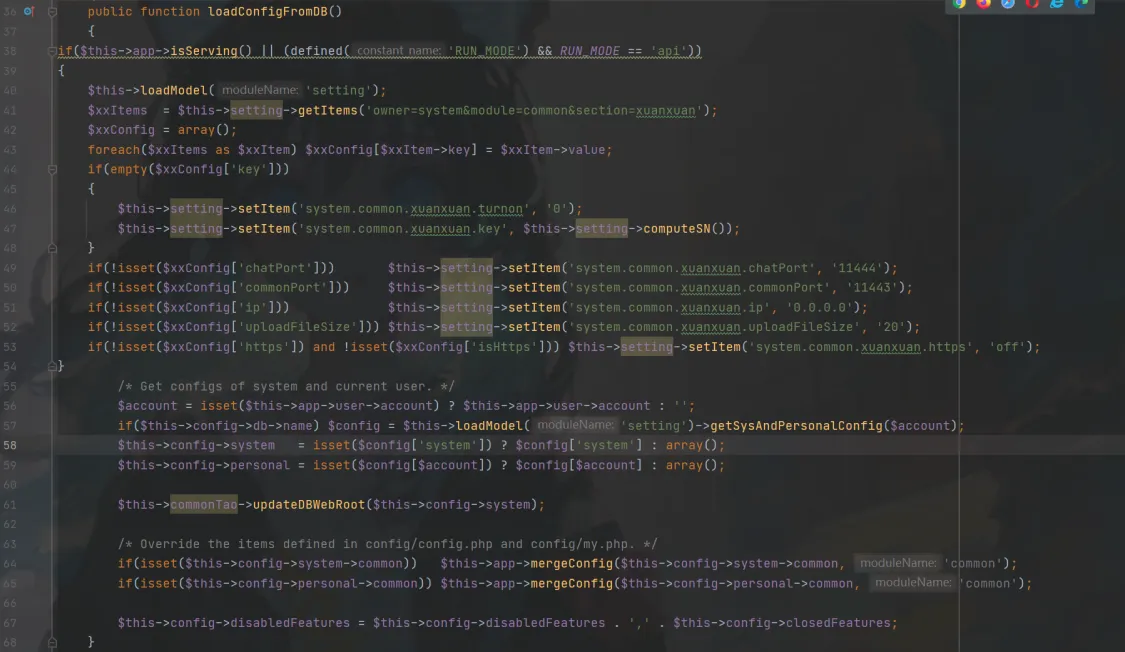 36 public function loadConfigFromDB()
37 {
38 if($this->app->isServing() || (defined( constant_name: 'RUN_MODE') && RUN_MODE == 'api'))
39 {
40 $this->loadModel( moduleName: 'setting');
41 $xxItems  = $this->setting->getItems('owner=system&module=common&section=xuanxuan');
42 $xxConfig = array();
43 foreach($xxItems as $xxItem) $xxConfig[$xxItem->key] = $xxItem->value;
44 if(empty($xxConfig['key']))
45 {
46 $this->setting->setItem('system.common.xuanxuan.turnon', '0');
47 $this->setting->setItem('system.common.xuanxuan.key', $this->setting->computeSN());
48 }
49 if(!isset($xxConfig['chatPort']))       $this->setting->setItem('system.common.xuanxuan.chatPort', '11444');
50 if(!isset($xxConfig['commonPort']))     $this->setting->setItem('system.common.xuanxuan.commonPort', '11443');
51 if(!isset($xxConfig['ip']))             $this->setting->setItem('system.common.xuanxuan.ip', '0.0.0.0');
52 if(!isset($xxConfig['uploadFileSize'])) $this->setting->setItem('system.common.xuanxuan.uploadFileSize', '20');
53 if(!isset($xxConfig['https']) and !isset($xxConfig['isHttps'])) $this->setting->setItem('system.common.xuanxuan.https', 'off');
54 }
55 /* Get configs of system and current user. */
56 $account = isset($this->app->user->account) ? $this->app->user->account : '';
57 if($this->config->db->name) $config = $this->loadModel( moduleName: 'setting')->getSysAndPersonalConfig($account);
58 $this->config->system   = isset($config['system']) ? $config['system'] : array();
59 $this->config->personal = isset($config[$account]) ? $config[$account] : array();
60
61 $this->commonTao->updateDBWebRoot($this->config->system);
62
63 /* Override the items defined in config/config.php and config/my.php. */
64 if(isset($this->config->system->common))   $this->app->mergeConfig($this->config->system->common, moduleName: 'common');
65 if(isset($this->config->personal->common)) $this->app->mergeConfig($this->config->personal->common, moduleName: 'common');
66
67 $this->config->disabledFeatures = $this->config->disabledFeatures . ',' . $this->config->closedFeatures;
68 }